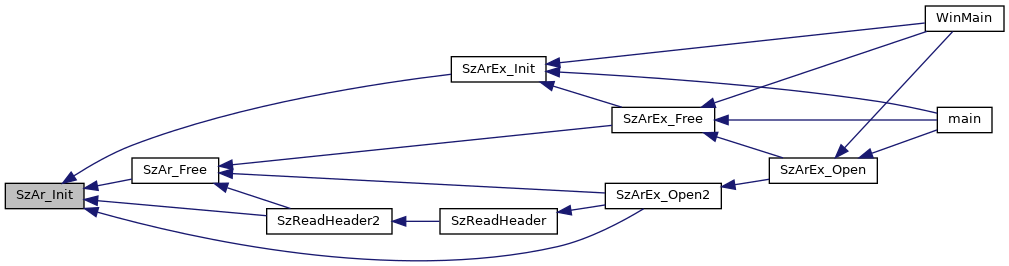 WinMain
SzArEx_Init
SzArEx_Free
main
SzAr_Free
SzArEx_Open
SzAr_Init
SzArEx_Open2
SzReadHeader2
SzReadHeader